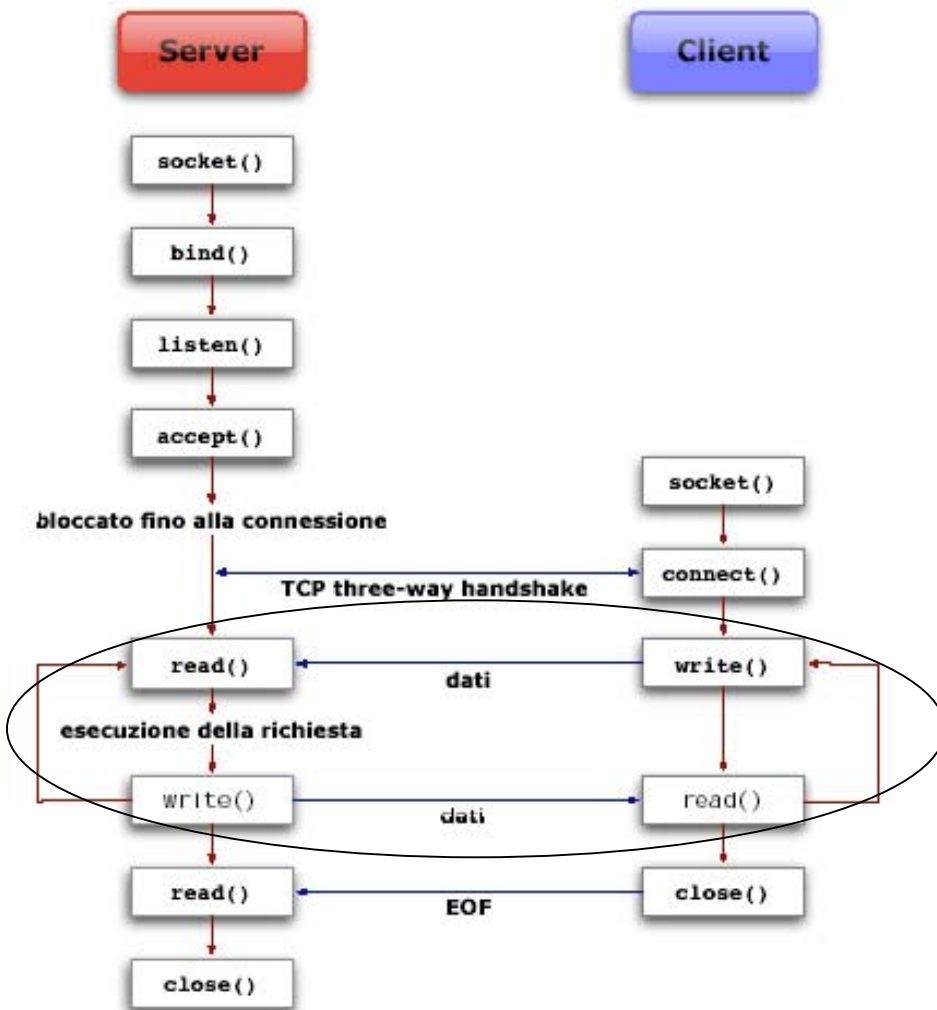 Server
Client
socket()
bind()
listen()
accept()
socket()
bloccato fino alla connessione
connect()
TCP three-way handshake
read()
write()
dati
esecuzione della richiesta
write()
read()
dati
read()
close()
EOF
close()